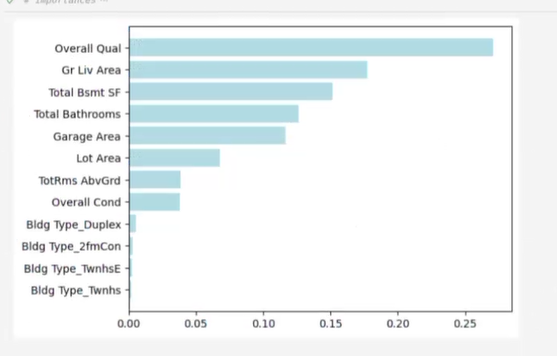 # Importances
Overall Qual
Gr Liv Area
Total Bsmt SF
Total Bathrooms
Garage Area
Lot Area
TotRms AbvGrd
Overall Cond
Bldg Type_Duplex
Bldg Type_2fmCon
Bldg Type_TwnhsE
Bldg Type_Twnhs
0.00 0.05 0.10 0.15 0.20 0.25